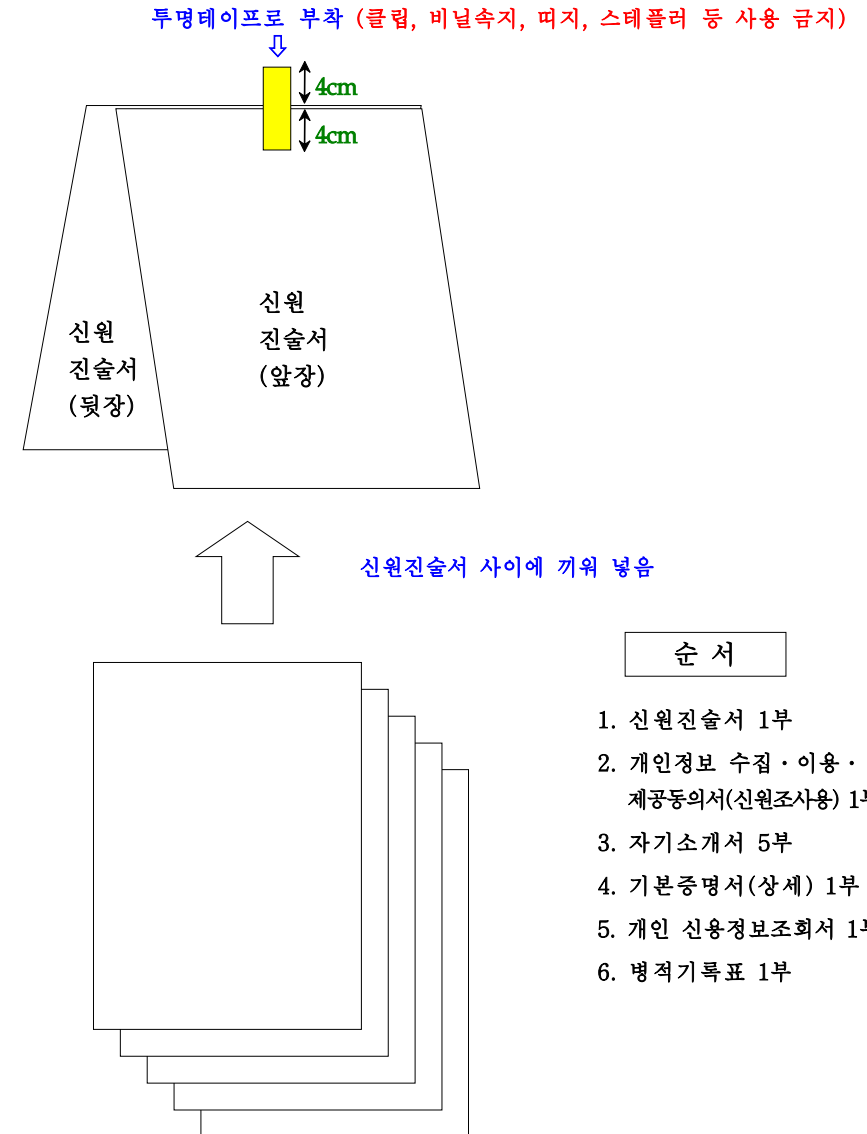 투명테이프로 부착 (클립, 비닐속지, 띠지, 스테플러 등 사용 금지)
4cm
4cm
신원
진술서
(앞장)
신원
진술서
(뒷장)
신원진술서 사이에 끼워 넣음
순 서
1. 신원진술서 1부
2. 개인정보 수집·이용·
제공동의서(신원조사용) 1부
3. 자기소개서 5부
4. 기본증명서(상세) 1부
5. 개인 신용정보조회서 1부
6. 병적기록표 1부